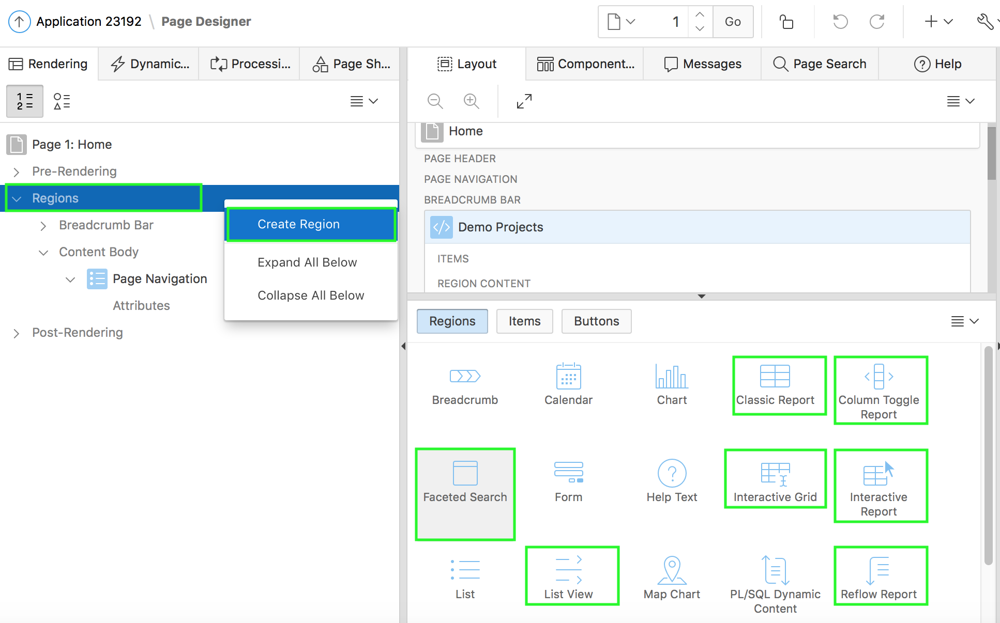 Application 23192 \ Page Designer
1 Go
Rendering Dynamic... Processi... Page Sh...
Layout Component... Messages Page Search Help
Page 1: Home
Pre-Rendering
Regions
Breadcrumb Bar
Content Body
Page Navigation
Attributes
Post-Rendering
Create Region
Expand All Below
Collapse All Below
Home
PAGE HEADER
PAGE NAVIGATION
BREADCRUMB BAR
</> Demo Projects
ITEMS
REGION CONTENT
Regions Items Buttons
Breadcrumb
Calendar
Chart
Classic Report
Column Toggle
Report
Faceted Search
Form
Help Text
Interactive Grid
Interactive
Report
List
List View
Map Chart
PL/SQL Dynamic
Content
Reflow Report